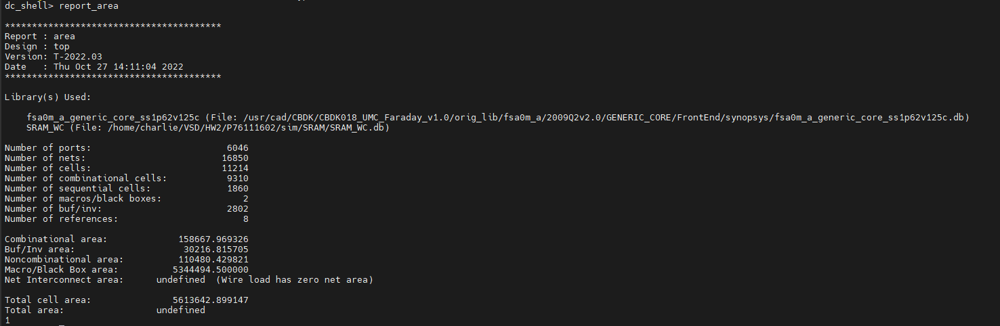 dc_shell> report_area
****************************************
Report : area
Design : top
Version: T-2022.03
Date   : Thu Oct 27 14:11:04 2022
****************************************
Library(s) Used:
    fsa0m_a_generic_core_ss1p62v125c (File: /usr/cad/CBDK/CBDK018_UMC_Faraday_v1.0/orig_lib/fsa0m_a/2009Q2v2.0/GENERIC_CORE/FrontEnd/synopsys/fsa0m_a_generic_core_ss1p62v125c.db)
    SRAM_WC (File: /home/charlie/VSD/HW2/P76111602/sim/SRAM/SRAM_WC.db)
Number of ports:                         6046
Number of nets:                         16850
Number of cells:                        11214
Number of combinational cells:           9310
Number of sequential cells:              1860
Number of macros/black boxes:               2
Number of buf/inv:                       2802
Number of references:                       8
Combinational area:             158667.969326
Buf/Inv area:                    30216.815705
Noncombinational area:          110480.429821
Macro/Black Box area:          5344494.500000
Net Interconnect area:      undefined  (Wire load has zero net area)
Total cell area:               5613642.899147
Total area:                 undefined
1